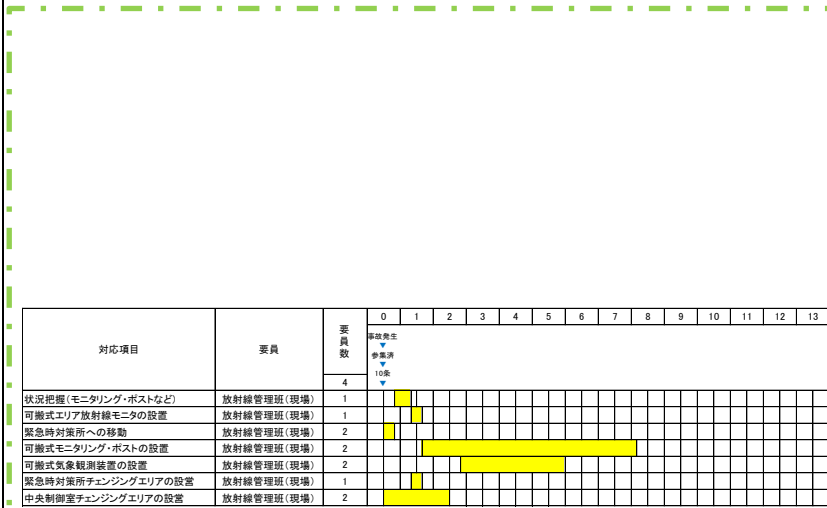 対応項目 要員 要員数 0 1 2 3 4 5 6 7 8 9 10 11 12 13
事故発生
▼
参集済
▼
10条
4 ▼
状況把握(モニタリング・ポストなど) 放射線管理班(現場) 1
可搬式エリア放射線モニタの設置 放射線管理班(現場) 1
緊急時対策所への移動 放射線管理班(現場) 2
可搬式モニタリング・ポストの設置 放射線管理班(現場) 2
可搬式気象観測装置の設置 放射線管理班(現場) 2
緊急時対策所チェンジングエリアの設営 放射線管理班(現場) 1
中央制御室チェンジングエリアの設営 放射線管理班(現場) 2